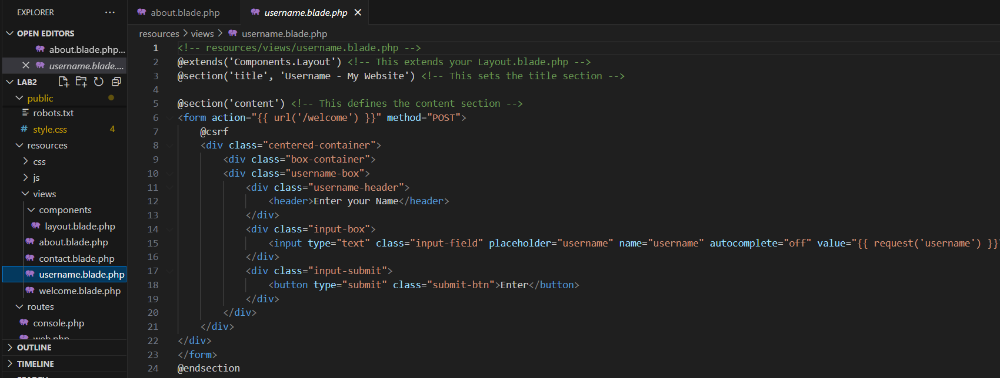 EXPLORER ···
OPEN EDITORS
about.blade.php...
username.blade....
LAB2
public
robots.txt
# style.css 4
resources
css
js
views
components
layout.blade.php
about.blade.php
contact.blade.php
username.blade.php
welcome.blade.php
routes
console.php
web.php
OUTLINE
TIMELINE
about.blade.php username.blade.php
resources > views > username.blade.php
1 <!-- resources/views/username.blade.php -->
2 @extends('Components.Layout') <!-- This extends your Layout.blade.php -->
3 @section('title', 'Username - My Website') <!-- This sets the title section -->
4
5 @section('content') <!-- This defines the content section -->
6 <form action="{{ url('/welcome') }}" method="POST">
7 @csrf
8 <div class="centered-container">
9 <div class="box-container">
10 <div class="username-box">
11 <div class="username-header">
12 <header>Enter your Name</header>
13 </div>
14 <div class="input-box">
15 <input type="text" class="input-field" placeholder="username" name="username" autocomplete="off" value="{{ request('username') }}
16 </div>
17 <div class="input-submit">
18 <button type="submit" class="submit-btn">Enter</button>
19 </div>
20 </div>
21 </div>
22 </div>
23 </form>
24 @endsection